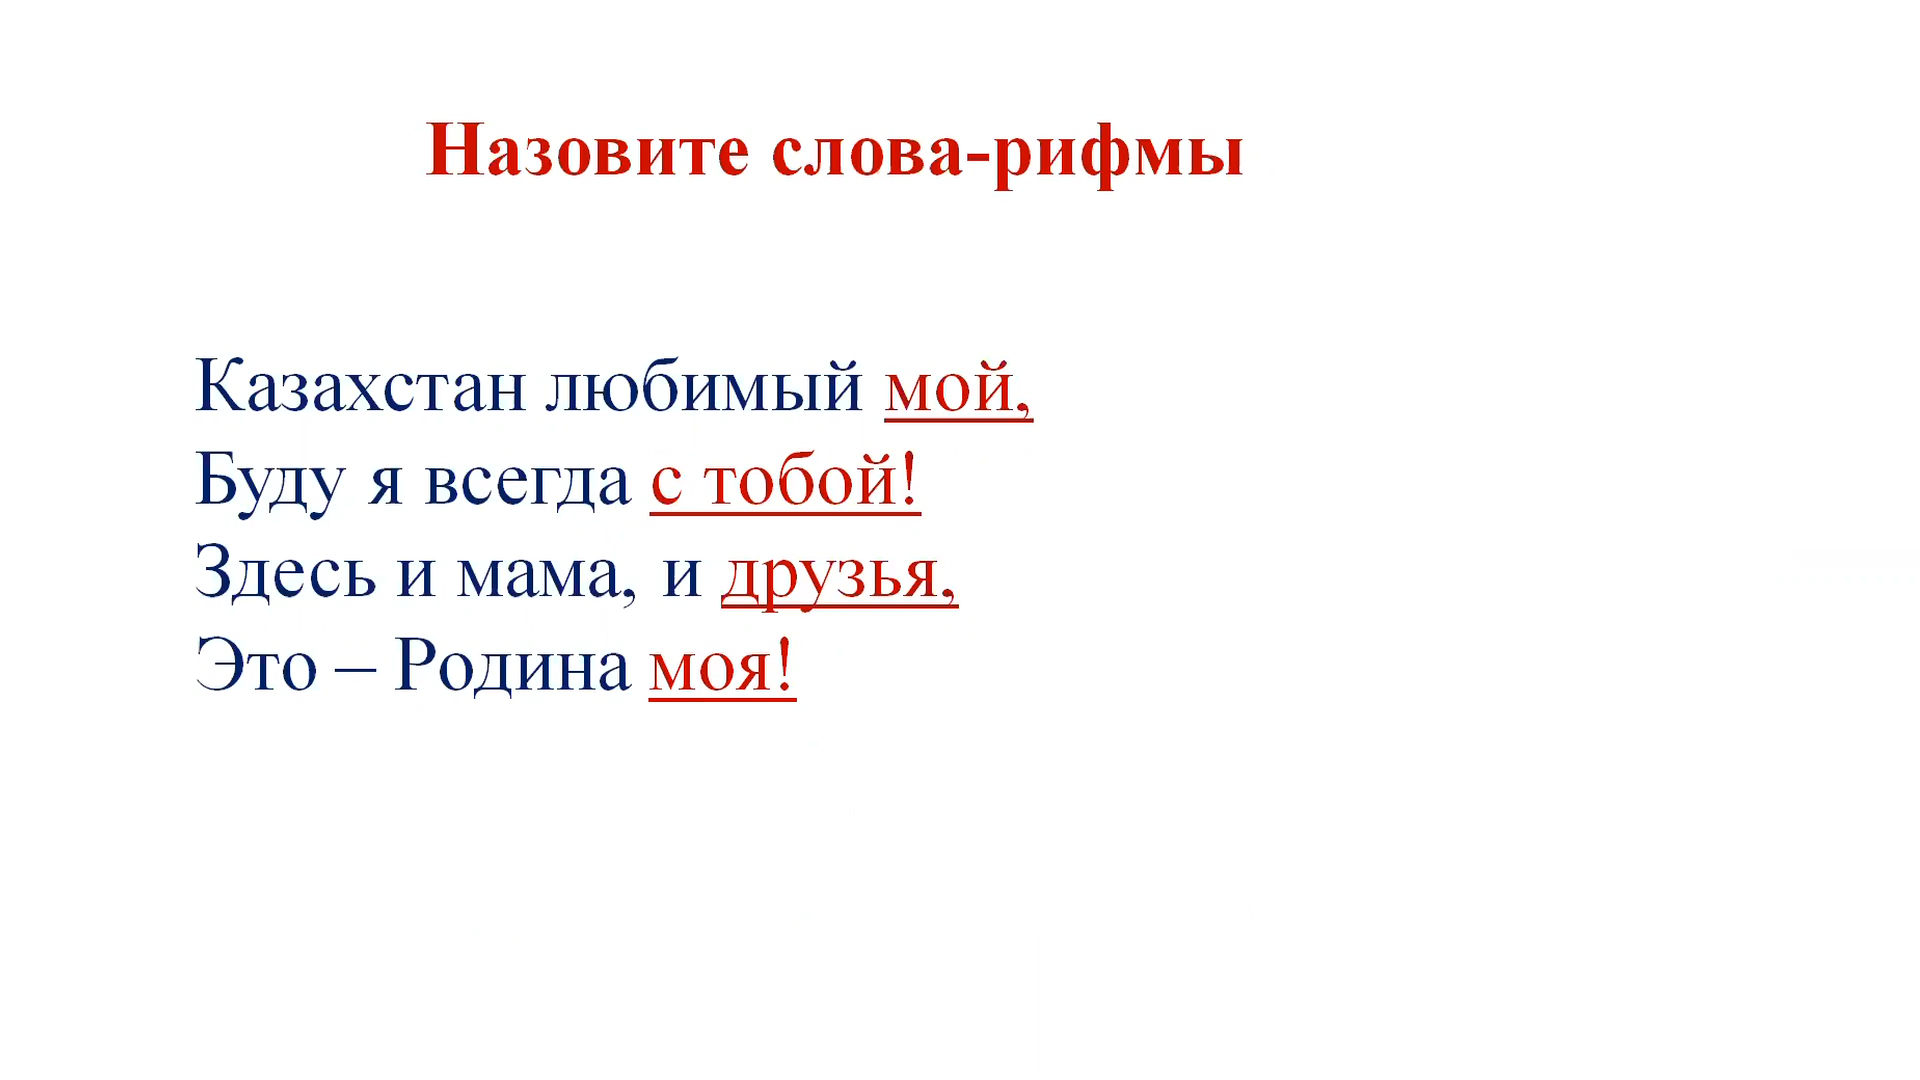 Назовите слова-рифмы
Казахстан любимый мой,
Буду я всегда с тобой!
Здесь и мама, и друзья,
Это – Родина моя!